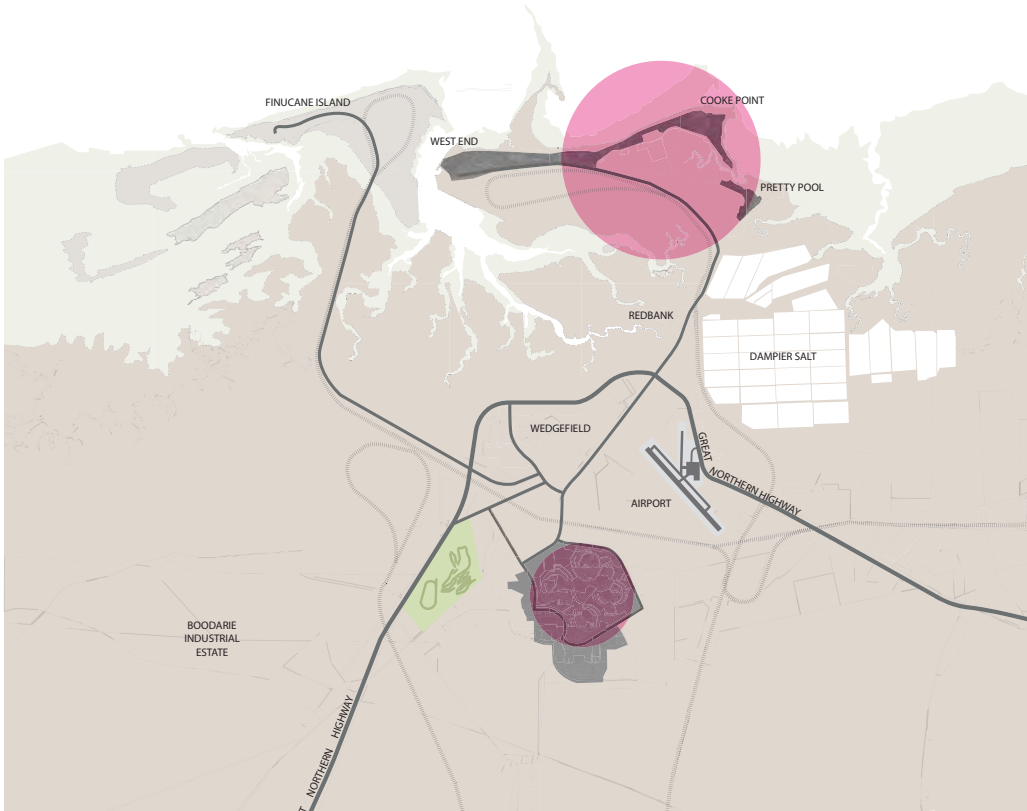 FINUCANE ISLAND
COOKE POINT
WEST END
PRETTY POOL
REDBANK
DAMPIER SALT
WEDGEFIELD
GREAT
NORTHERN HIGHWAY
AIRPORT
BOODARIE
INDUSTRIAL
ESTATE
NORTHERN HIGHWAY